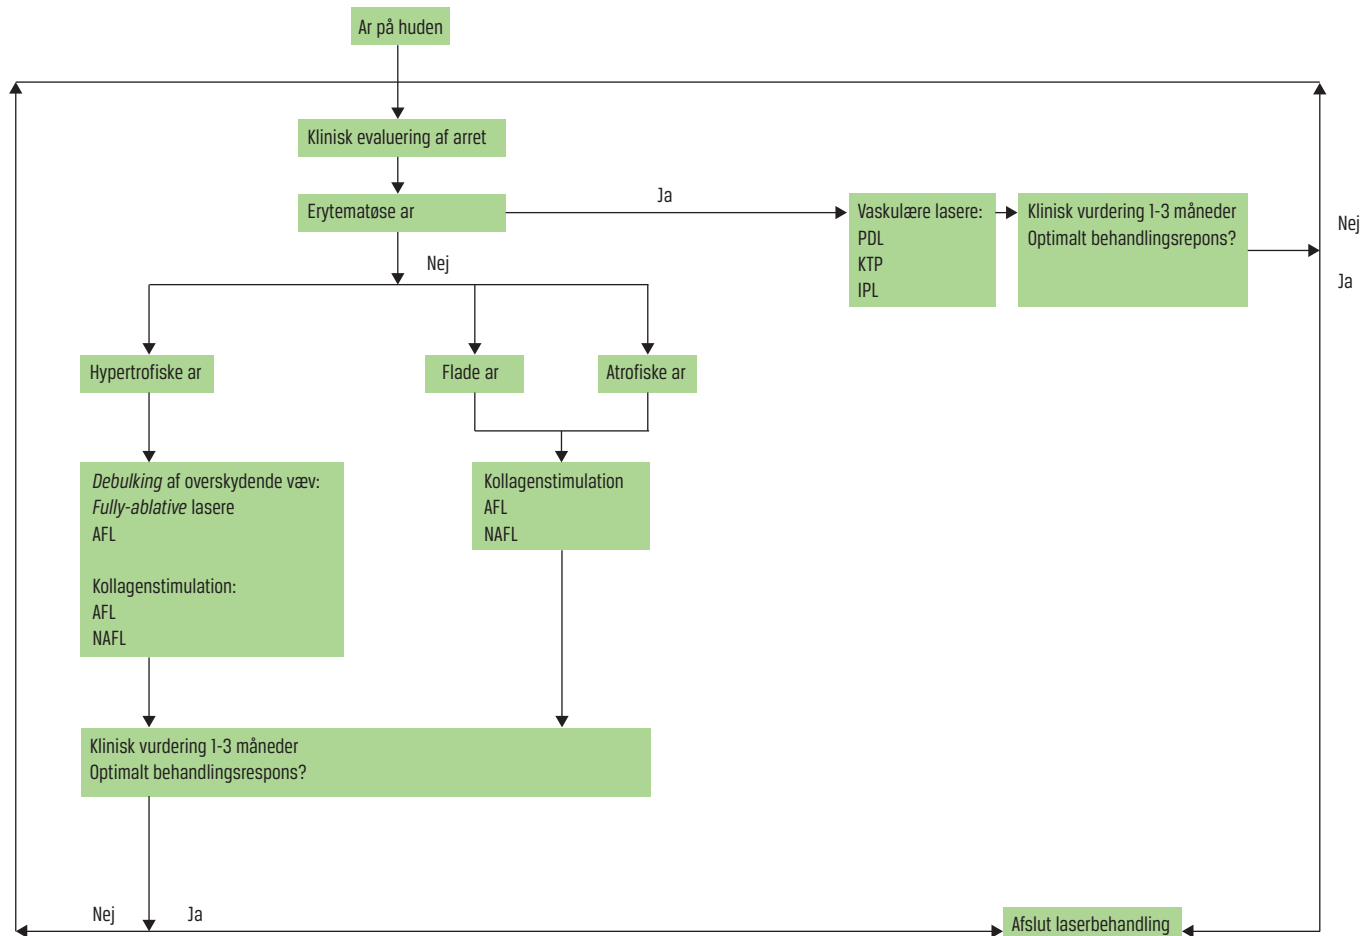 Ar på huden
Klinisk evaluering af arret
Erytematøse ar
Ja
Vaskulære lasere:
PDL
KTP
IPL
Klinisk vurdering 1-3 måneder
Optimalt behandlingsrepons?
Nej
Ja
Nej
Hypertrofiske ar
Flade ar
Atrofiske ar
Debulking af overskydende væv:
Fully-ablative lasere
AFL
Kollagenstimulation:
AFL
NAFL
Kollagenstimulation
AFL
NAFL
Klinisk vurdering 1-3 måneder
Optimalt behandlingsrespons?
Nej
Ja
Afslut laserbehandling